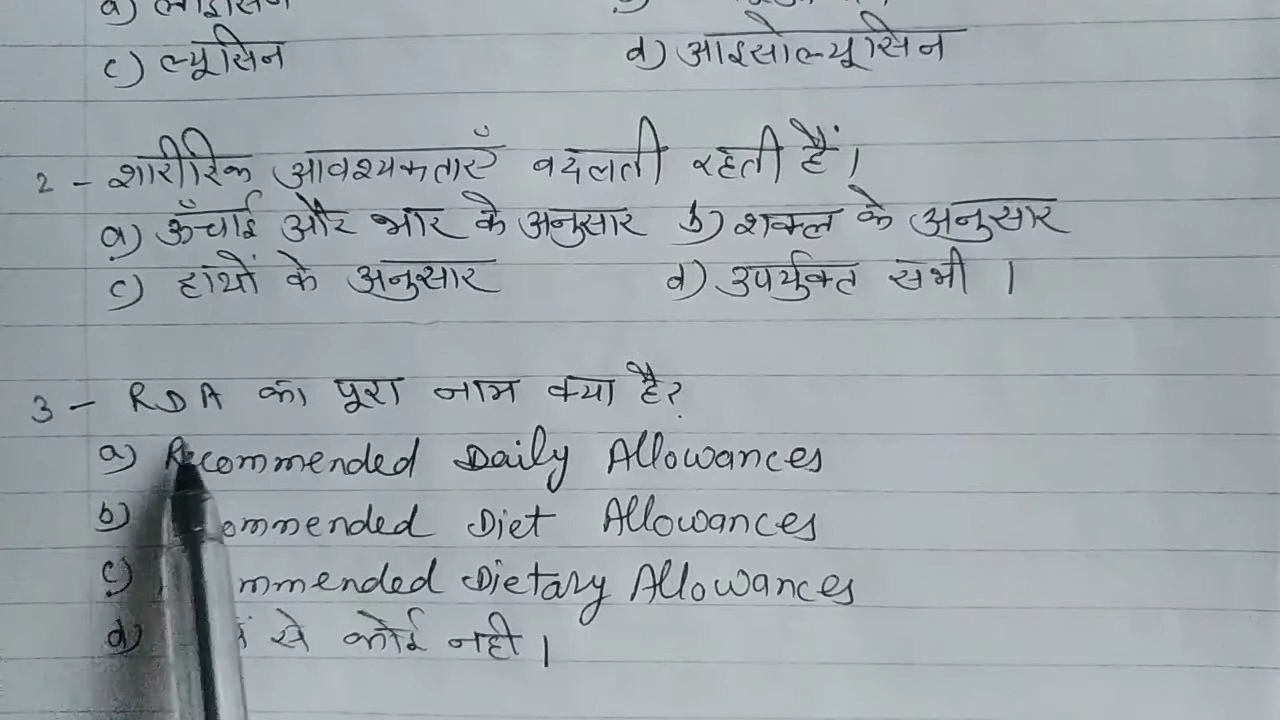 a) लाइसिन
c) ल्यूसिन d) आइसोल्यूसिन
2 - शारीरिक आवश्यकताएँ बदलती रहती हैं।
a) ऊँचाई और भार के अनुसार b) शक्ल के अनुसार
c) हाथों के अनुसार d) उपर्युक्त सभी ।
3 - RDA का पूरा नाम क्या है?
a) Recommended Daily Allowances
b) ommended Diet Allowances
c) mmended Dietary Allowances
d) से कोई नही ।